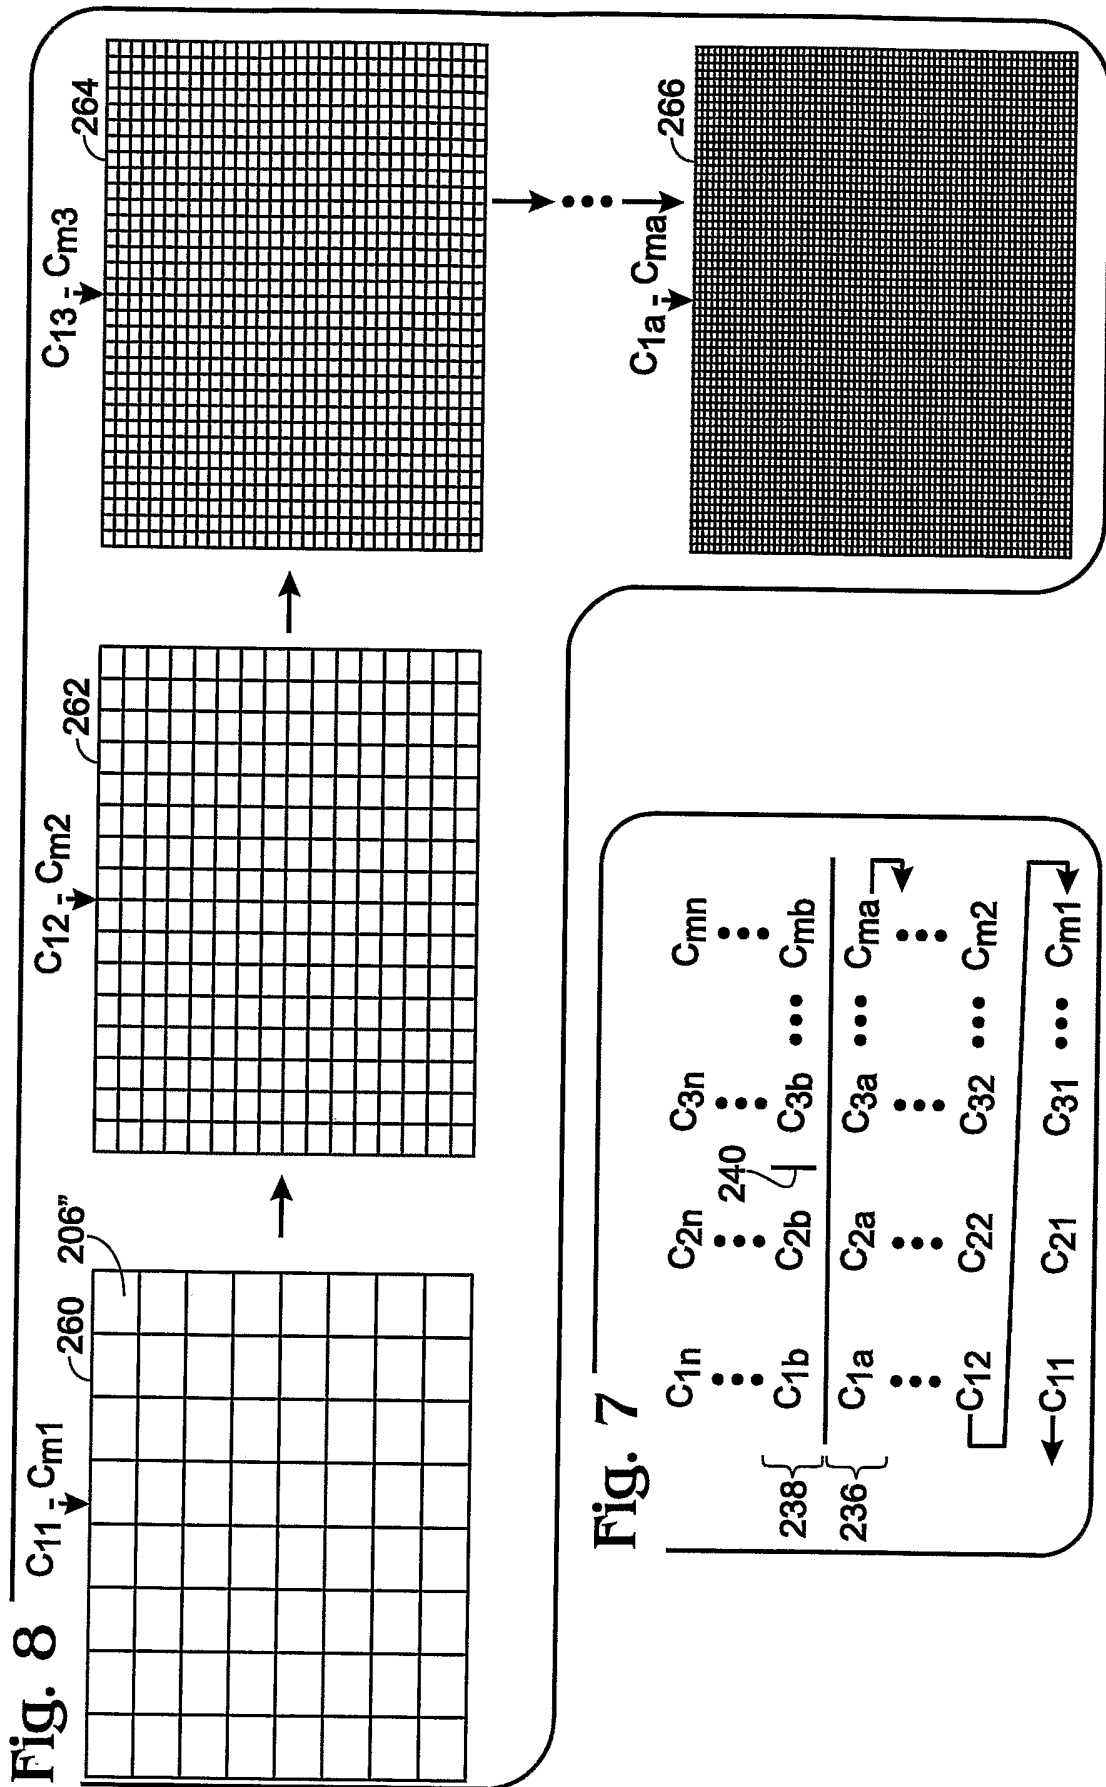 Fig. 8
C11 - Cm1
260
206”
C12 - Cm2
262
C13 - Cm3
264
C1a - Cma
266
Fig. 7
C1n C2n C3n Cmn
240
238 C1b C2b C3b ••• Cmb
236 C1a C2a C3a ••• Cma
C12 C22 C32 ••• Cm2
C11 C21 C31 ••• Cm1